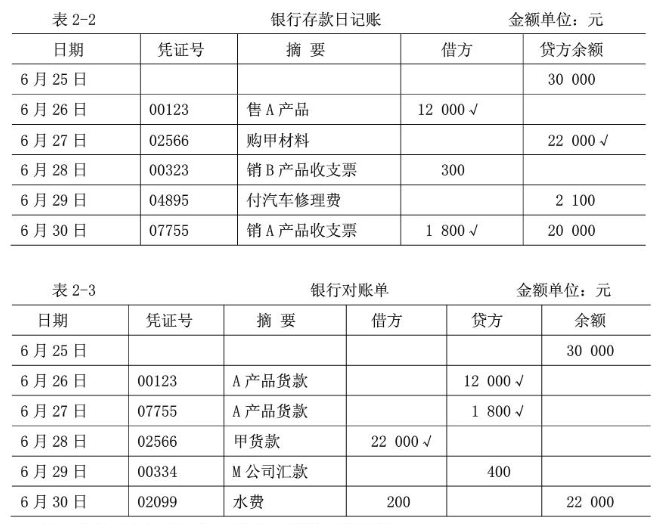 表 2-2 银行存款日记账 金额单位：元
日期 凭证号 摘 要 借方 贷方余额
6 月 25 日 30 000
6 月 26 日 00123 售 A 产品 12 000√
6 月 27 日 02566 购甲材料 22 000√
6 月 28 日 00323 销 B 产品收支票 300
6 月 29 日 04895 付汽车修理费 2 100
6 月 30 日 07755 销 A 产品收支票 1 800√ 20 000
表 2-3 银行对账单 金额单位：元
日期 凭证号 摘 要 借方 贷方 余额
6 月 25 日 30 000
6 月 26 日 00123 A 产品货款 12 000√
6 月 27 日 07755 A 产品货款 1 800√
6 月 28 日 02566 甲货款 22 000√
6 月 29 日 00334 M 公司汇款 400
6 月 30 日 02099 水费 200 22 000